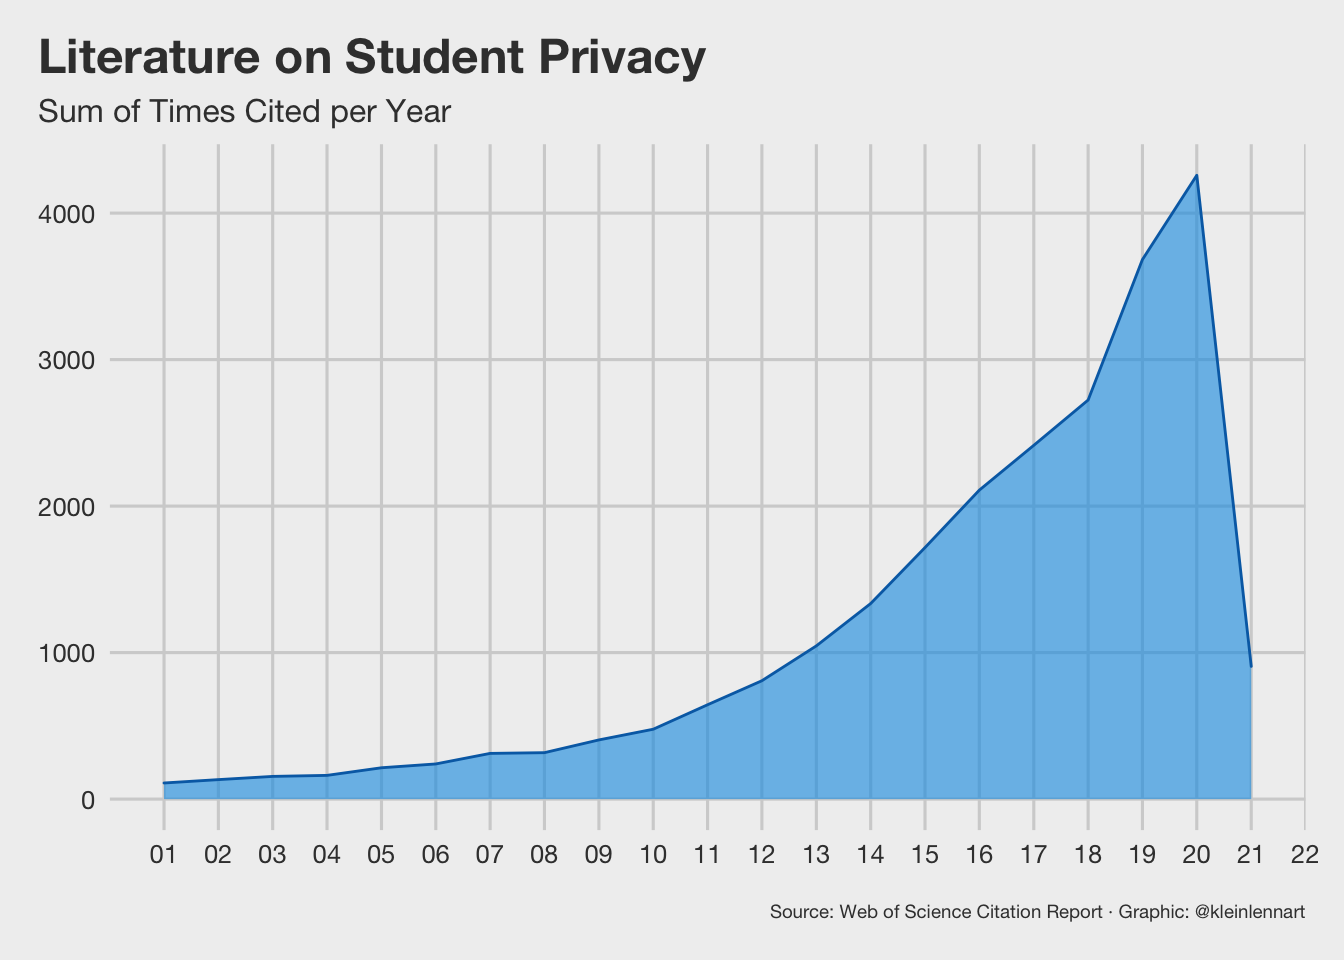 Literature on Student Privacy
Sum of Times Cited per Year
4000
3000
2000
1000
0
01 02 03 04 05 06 07 08 09 10 11 12 13 14 15 16 17 18 19 20 21 22
Source: Web of Science Citation Report · Graphic: @kleinlennart